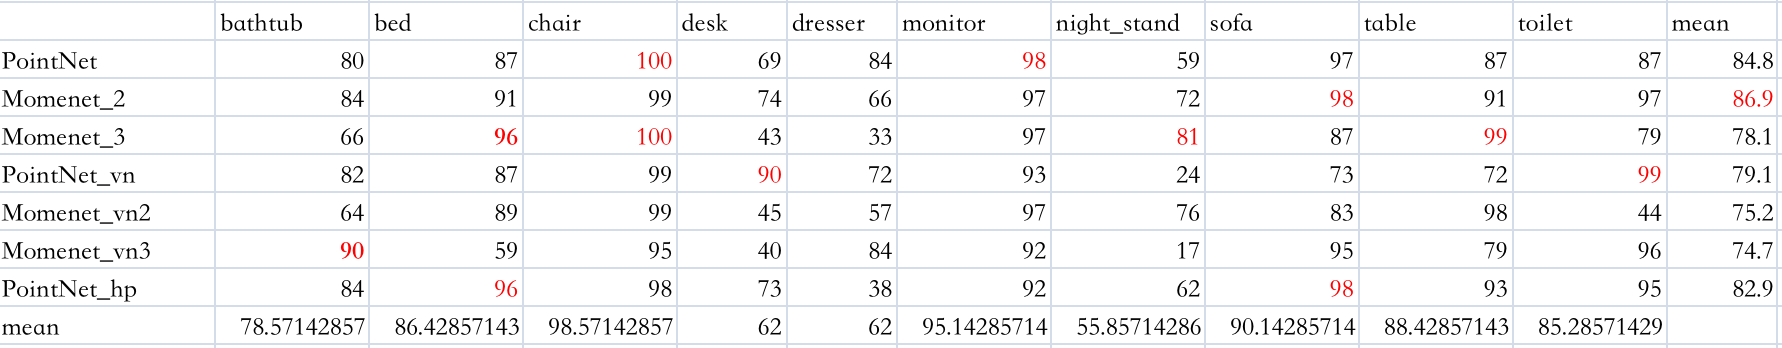 bathtub bed chair desk dresser monitor night_stand sofa table toilet mean
PointNet 80 87 100 69 84 98 59 97 87 87 84.8
Momenet_2 84 91 99 74 66 97 72 98 91 97 86.9
Momenet_3 66 96 100 43 33 97 81 87 99 79 78.1
PointNet_vn 82 87 99 90 72 93 24 73 72 99 79.1
Momenet_vn2 64 89 99 45 57 97 76 83 98 44 75.2
Momenet_vn3 90 59 95 40 84 92 17 95 79 96 74.7
PointNet_hp 84 96 98 73 38 92 62 98 93 95 82.9
mean 78.57142857 86.42857143 98.57142857 62 62 95.14285714 55.85714286 90.14285714 88.42857143 85.28571429